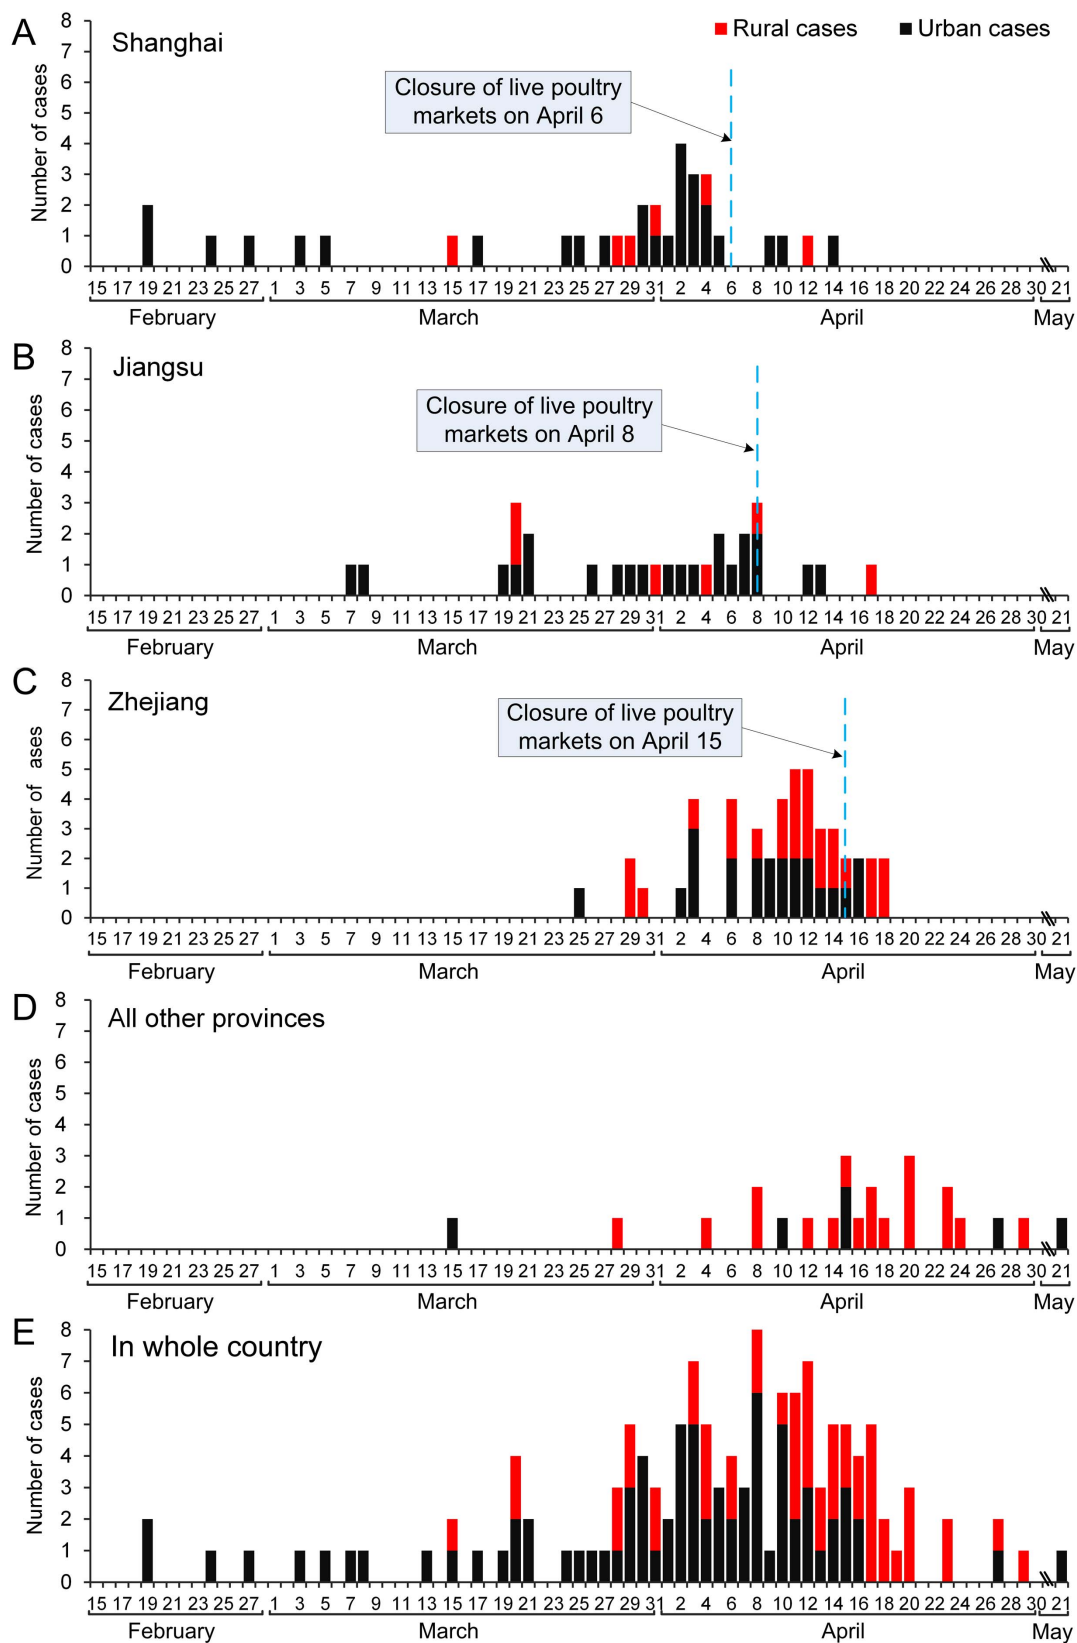 A
Shanghai
Rural cases
Urban cases
Closure of live poultry
markets on April 6
Number of cases
8
7
6
5
4
3
2
1
0
15 17 19 21 23 25 27 1 3 5 7 9 11 13 15 17 19 21 23 25 27 29 31 2 4 6 8 10 12 14 16 18 20 22 24 26 28 30 21
February March April May
B
Jiangsu
Closure of live poultry
markets on April 8
Number of cases
8
7
6
5
4
3
2
1
0
15 17 19 21 23 25 27 1 3 5 7 9 11 13 15 17 19 21 23 25 27 29 31 2 4 6 8 10 12 14 16 18 20 22 24 26 28 30 21
February March April May
C
Zhejiang
Closure of live poultry
markets on April 15
Number of ases
8
7
6
5
4
3
2
1
0
15 17 19 21 23 25 27 1 3 5 7 9 11 13 15 17 19 21 23 25 27 29 31 2 4 6 8 10 12 14 16 18 20 22 24 26 28 30 21
February March April May
D
All other provinces
Number of cases
8
7
6
5
4
3
2
1
0
15 17 19 21 23 25 27 1 3 5 7 9 11 13 15 17 19 21 23 25 27 29 31 2 4 6 8 10 12 14 16 18 20 22 24 26 28 30 21
February March April May
E
In whole country
Number of cases
8
7
6
5
4
3
2
1
0
15 17 19 21 23 25 27 1 3 5 7 9 11 13 15 17 19 21 23 25 27 29 31 2 4 6 8 10 12 14 16 18 20 22 24 26 28 30 21
February March April May